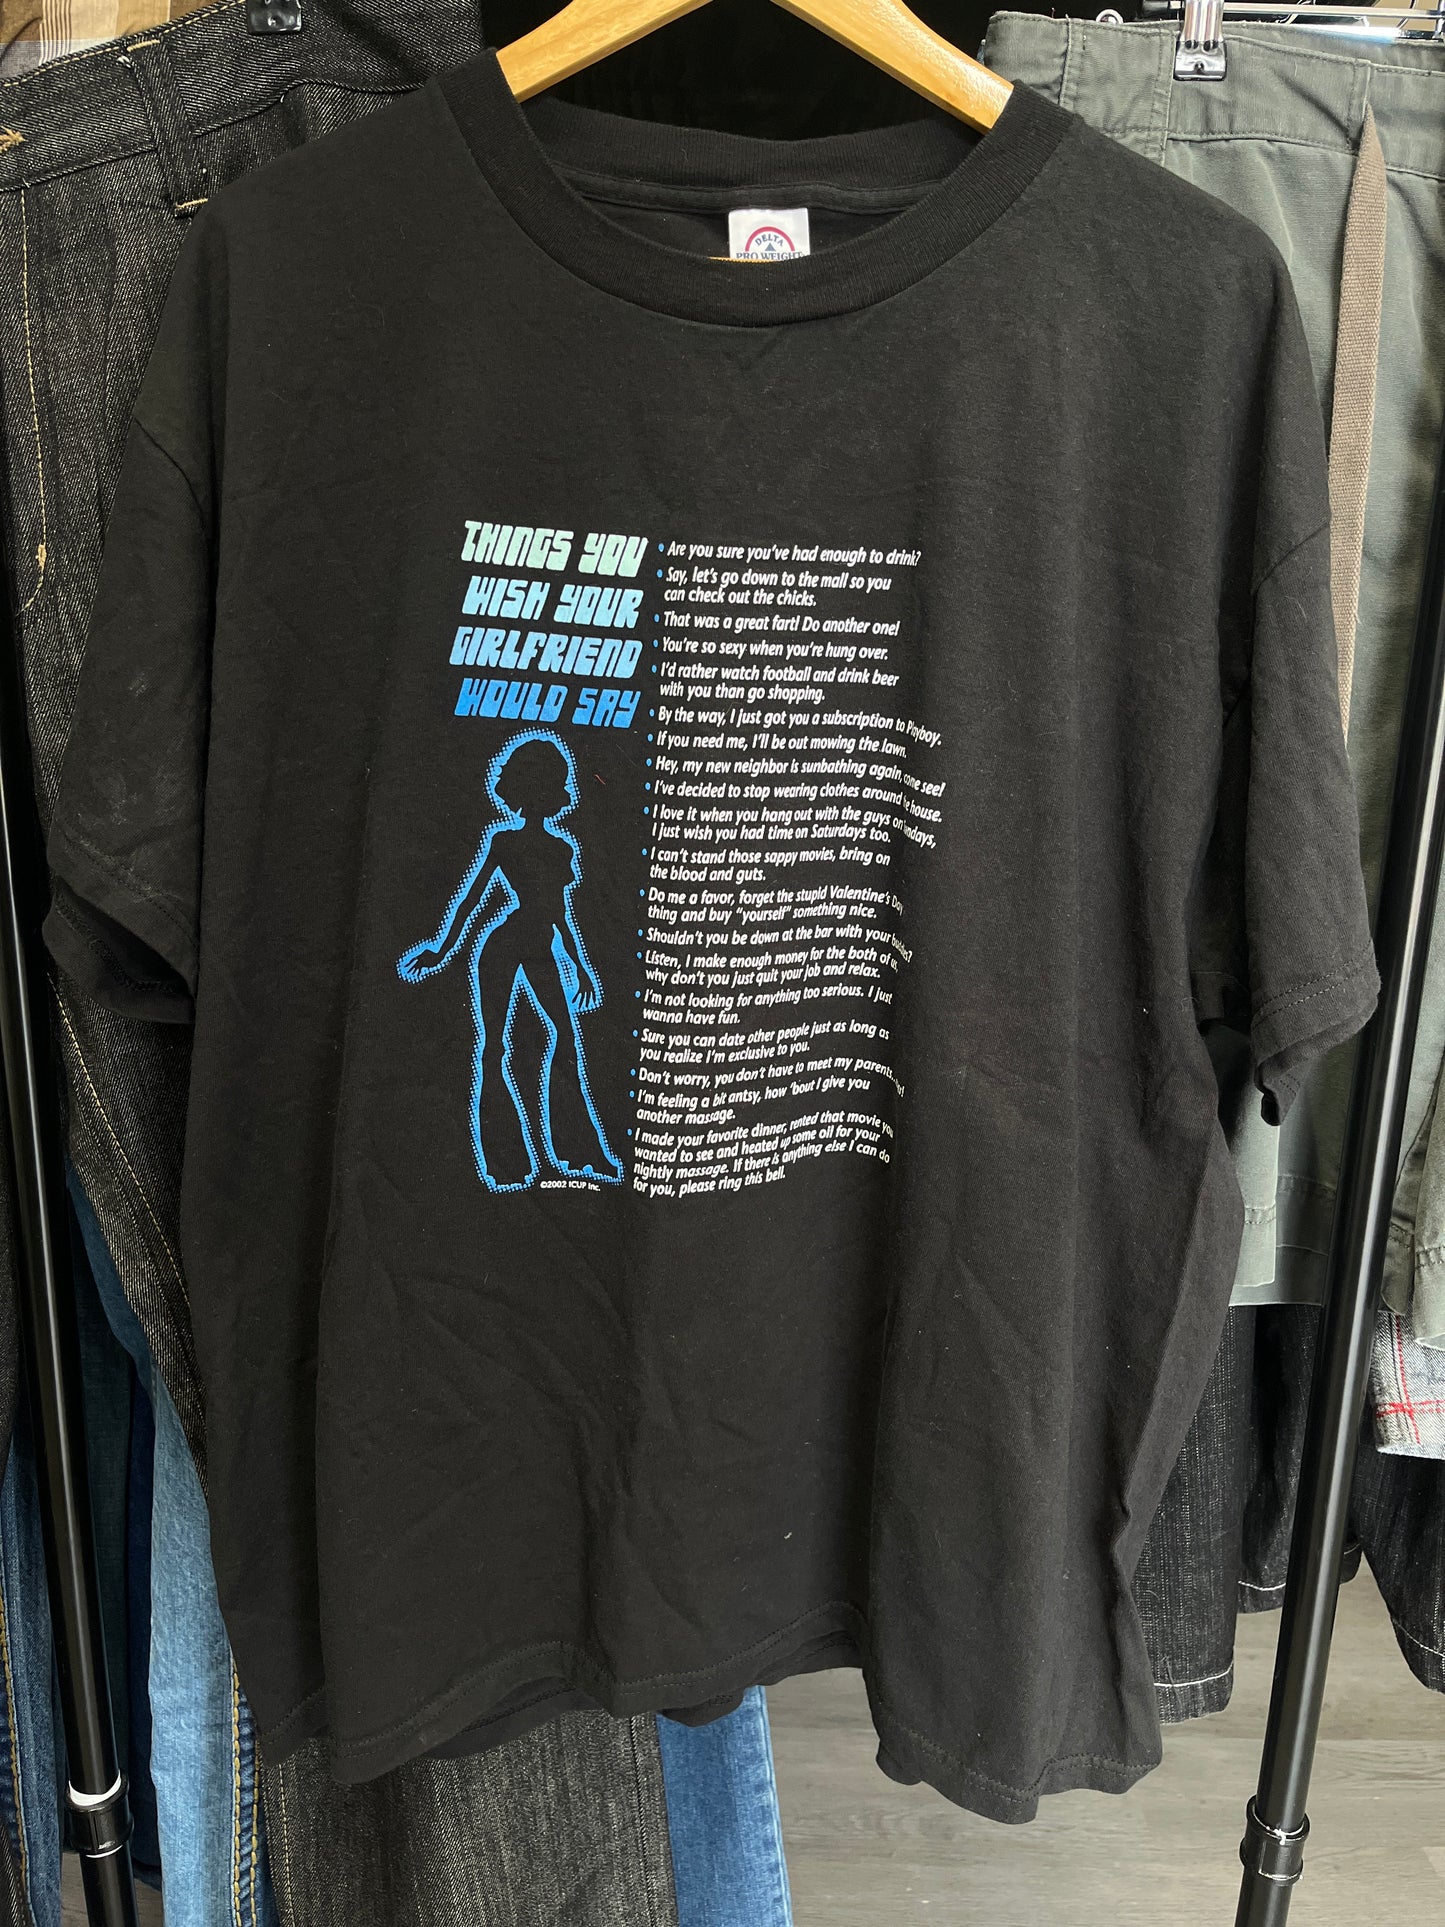 DELTA
PRO WEIGHT
THINGS YOU
WISH YOUR
GIRLFRIEND
WOULD SAY
• Are you sure you've had enough to drink?
• Say, let's go down to the mall so you
can check out the chicks.
• That was a great fart! Do another one!
• You're so sexy when you're hung over.
• I'd rather watch football and drink beer
with you than go shopping.
• By the way, I just got you a subscription to Playboy.
• If you need me, I'll be out mowing the lawn.
• Hey, my new neighbor is sunbathing again, come see!
• I've decided to stop wearing clothes around the house.
• I love it when you hang out with the guys on Sundays,
I just wish you had time on Saturdays too.
• I can't stand those sappy movies, bring on
the blood and guts.
• Do me a favor, forget the stupid Valentine's Day
thing and buy "yourself" something nice.
• Shouldn't you be down at the bar with your buddies?
• Listen, I make enough money for the both of us,
why don't you just quit your job and relax.
• I'm not looking for anything too serious. I just
wanna have fun.
• Sure you can date other people just as long as
you realize I'm exclusive to you.
• Don't worry, you don't have to meet my parents...
• I'm feeling a bit antsy, how 'bout I give you
another massage.
• I made your favorite dinner, rented that movie you
wanted to see and heated up some oil for your
nightly massage. If there is anything else I can do
for you, please ring this bell.
©2002 ICUP Inc.